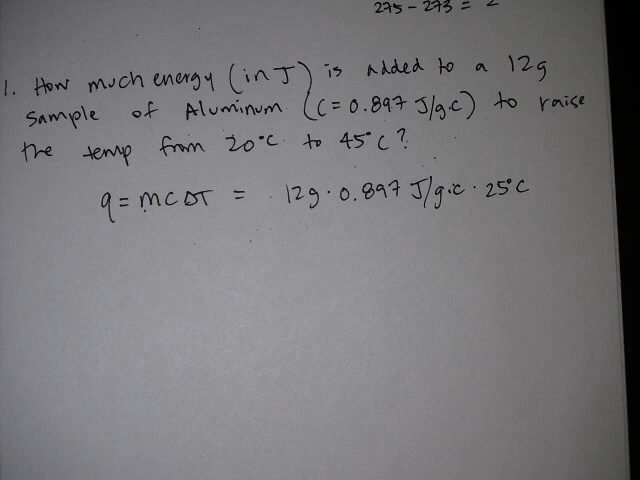 275 - 273 = 2
1. How much energy (in J) is added to a 12g
sample of Aluminum (C = 0.897 J/g.c) to raise
the temp from 20°C to 45°C?
q = mCΔT = 12g · 0.897 J/g·c · 25°C